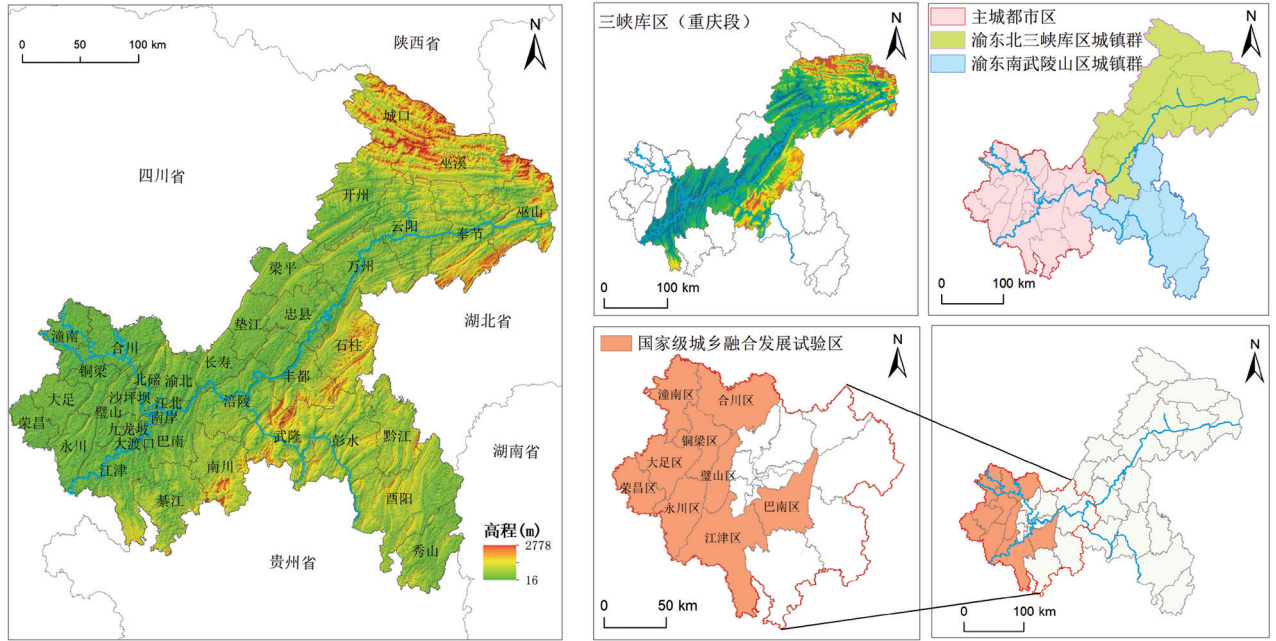 N
0 50 100 km
陕西省
四川省
湖北省
湖南省
贵州省
城口
巫溪
开州
巫山
云阳
奉节
万州
梁平
忠县
垫江
石柱
潼南
合川
长寿
铜梁
丰都
北碚
渝北
大足
沙坪坝
江北
涪陵
璧山
南岸
荣昌
九龙坡
武隆
彭水
黔江
永川
大渡口
巴南
江津
南川
酉阳
綦江
秀山
高程(m)
2778
16
三峡库区（重庆段）
N
0 100 km
主城都市区
渝东北三峡库区城镇群
渝东南武陵山区城镇群
N
0 100 km
国家级城乡融合发展试验区
N
潼南区
合川区
铜梁区
大足区
璧山区
荣昌区
永川区
巴南区
江津区
0 50 km
N
0 100 km